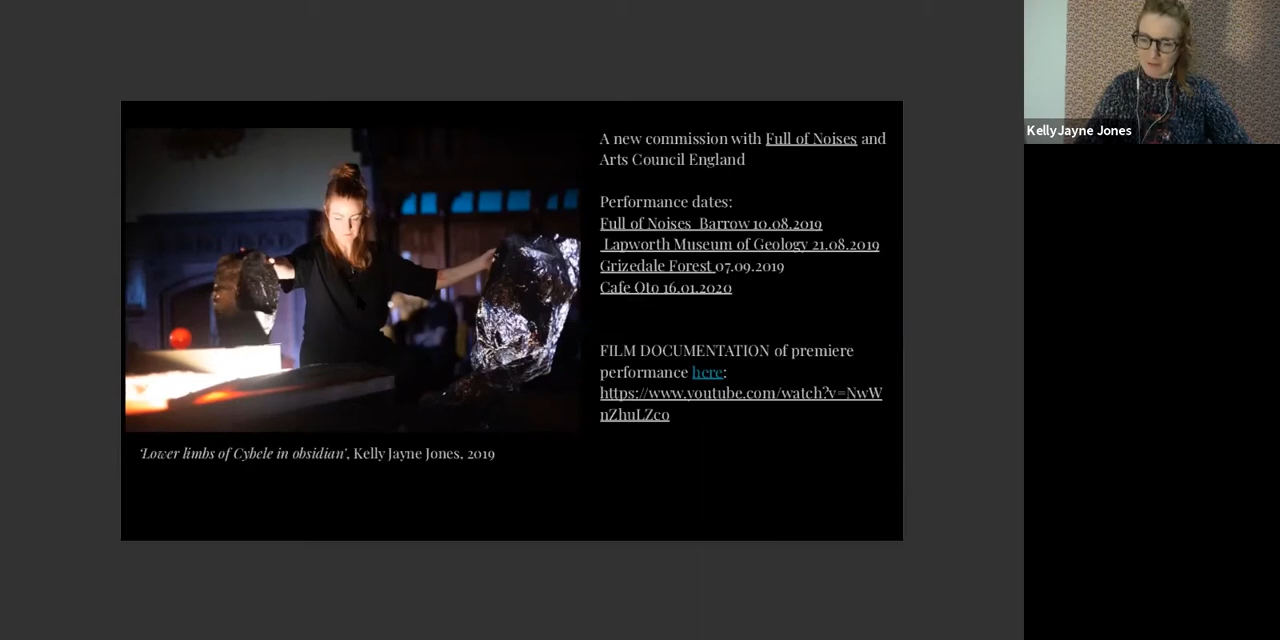 KellyJayne Jones
A new commission with Full of Noises and
Arts Council England
Performance dates:
Full of Noises Barrow 10.08.2019
Lapworth Museum of Geology 21.08.2019
Grizedale Forest 07.09.2019
Cafe Oto 16.01.2020
FILM DOCUMENTATION of premiere
performance here:
https://www.youtube.com/watch?v=NwW
nZhuLZc0
‘Lower limbs of Cybele in obsidian’, Kelly Jayne Jones, 2019